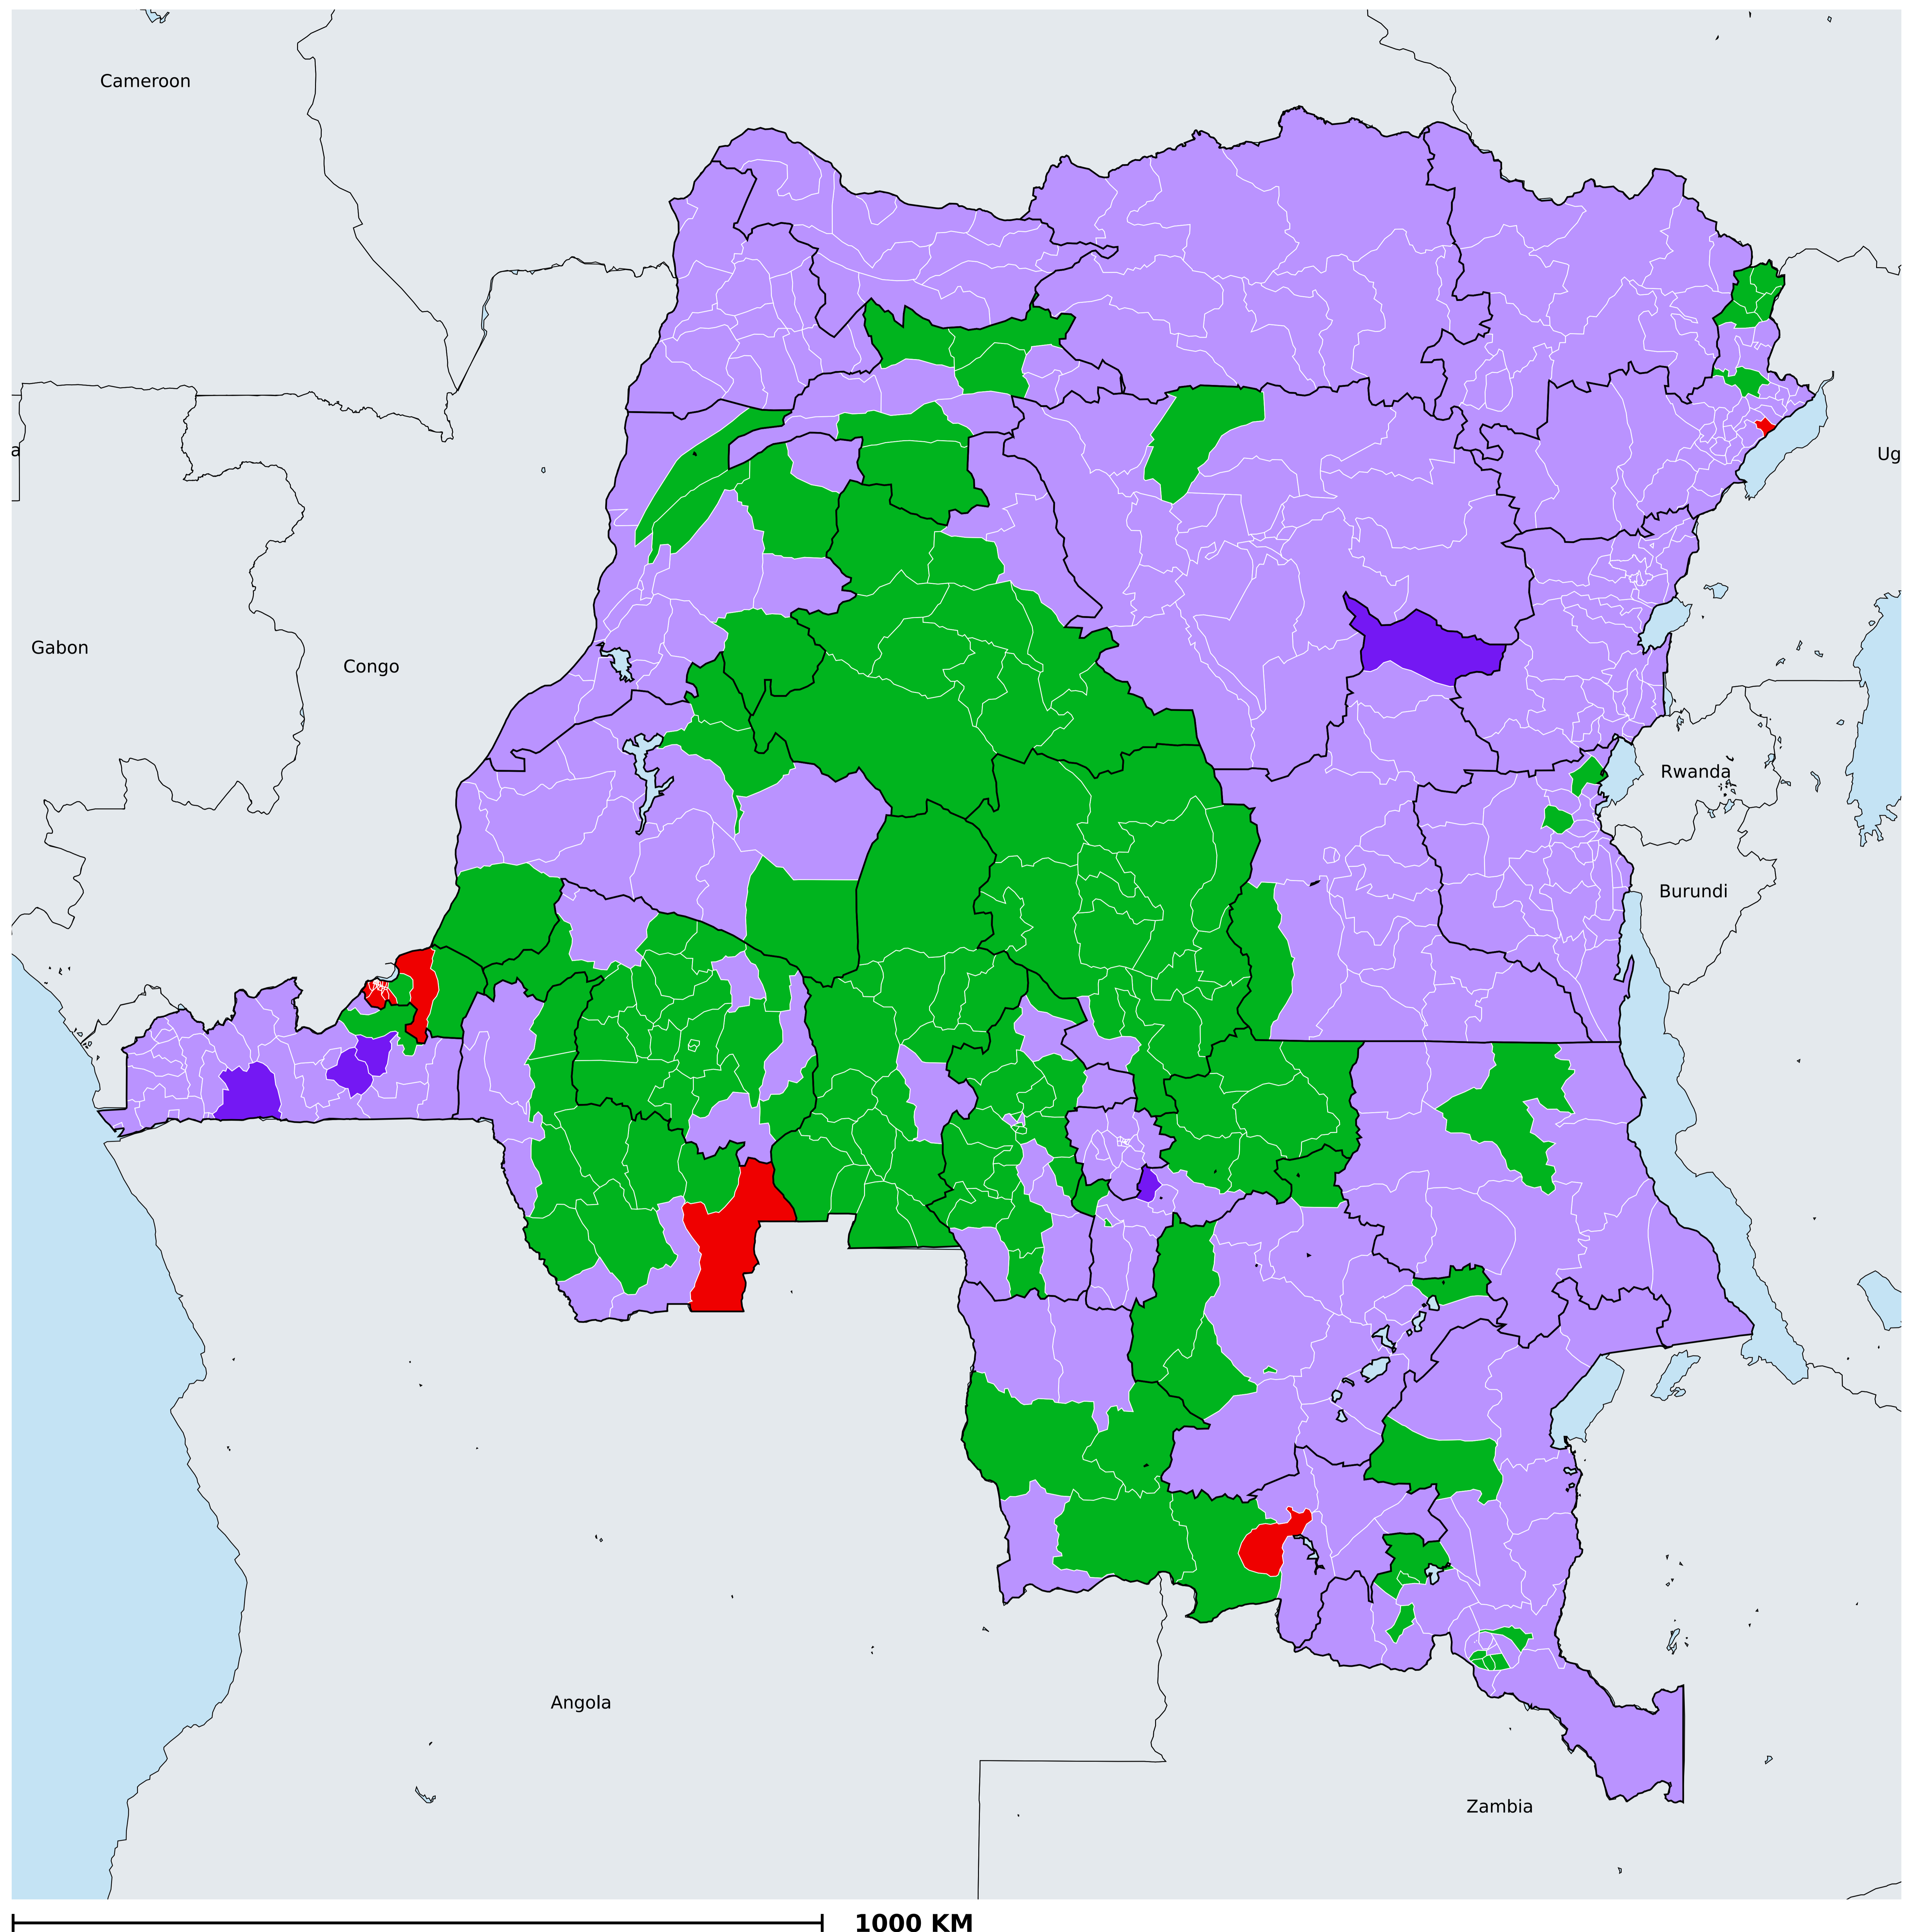 Cameroon
a
Ug
Gabon
Congo
Rwanda
Burundi
Angola
Zambia
1000 KM